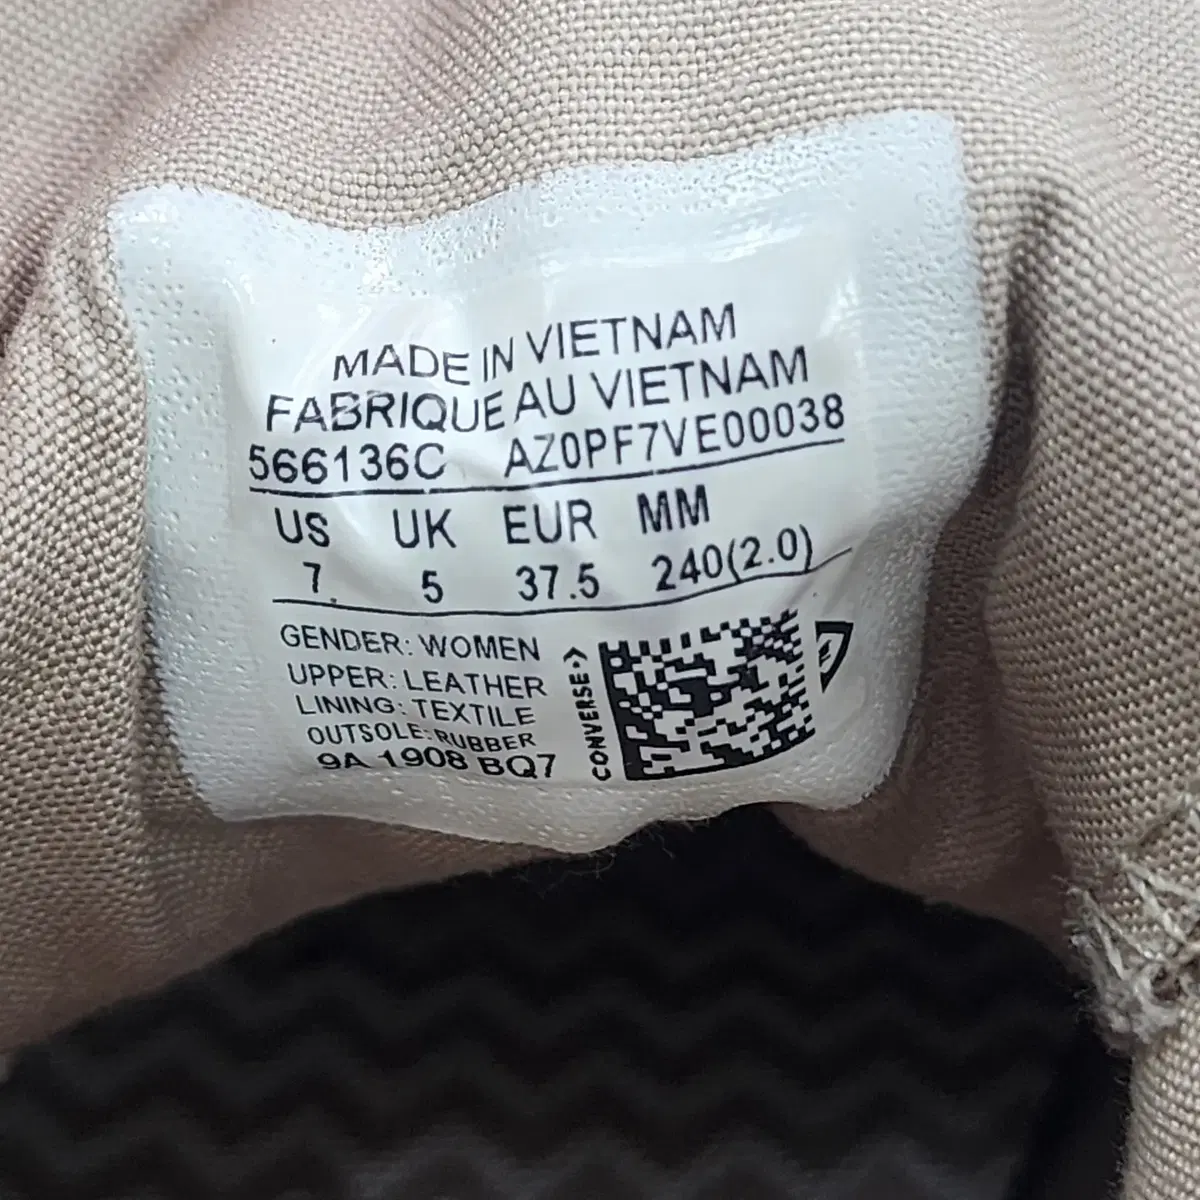 MADE IN VIETNAM
FABRIQUE AU VIETNAM
566136C AZ0PF7VE00038
US UK EUR MM
7 5 37.5 240(2.0)
GENDER: WOMEN
UPPER: LEATHER
LINING: TEXTILE
OUTSOLE: RUBBER
9A 1908 BQ7
CONVERSE